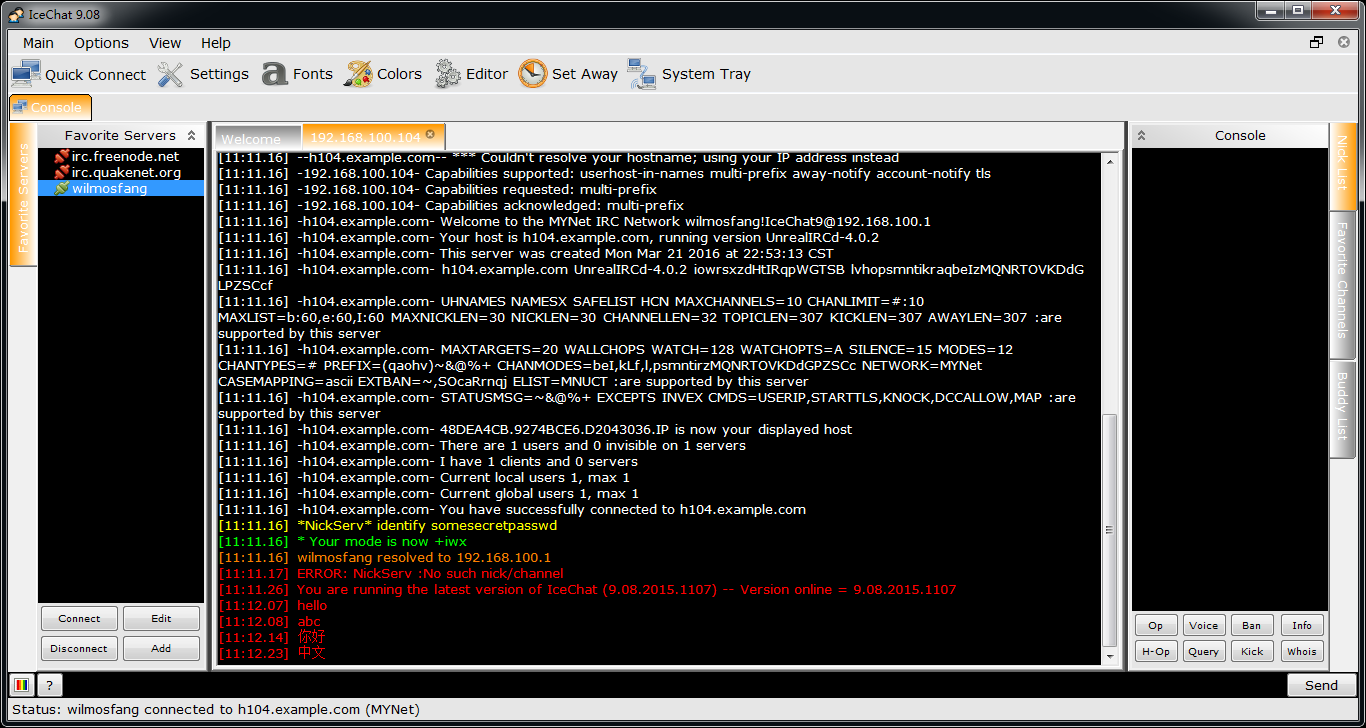 IceChat 9.08
Main Options View Help
Quick Connect Settings Fonts Colors Editor Set Away System Tray
Console
Favorite Servers
Favorite Servers
irc.freenode.net
irc.quakenet.org
wilmosfang
Connect Edit
Disconnect Add
Welcome 192.168.100.104
[11:11.16] --h104.example.com-- *** Couldn't resolve your hostname; using your IP address instead
[11:11.16] -192.168.100.104- Capabilities supported: userhost-in-names multi-prefix away-notify account-notify tls
[11:11.16] -192.168.100.104- Capabilities requested: multi-prefix
[11:11.16] -192.168.100.104- Capabilities acknowledged: multi-prefix
[11:11.16] -h104.example.com- Welcome to the MYNet IRC Network wilmosfang!IceChat9@192.168.100.1
[11:11.16] -h104.example.com- Your host is h104.example.com, running version UnrealIRCd-4.0.2
[11:11.16] -h104.example.com- This server was created Mon Mar 21 2016 at 22:53:13 CST
[11:11.16] -h104.example.com- h104.example.com UnrealIRCd-4.0.2 iowrsxzdHtIRqpWGTSB lvhopsmntikraqbeIzMQNRTOVKDdG
LPZSCcf
[11:11.16] -h104.example.com- UHNAMES NAMESX SAFELIST HCN MAXCHANNELS=10 CHANLIMIT=#:10
MAXLIST=b:60,e:60,I:60 MAXNICKLEN=30 NICKLEN=30 CHANNELLEN=32 TOPICLEN=307 KICKLEN=307 AWAYLEN=307 :are
supported by this server
[11:11.16] -h104.example.com- MAXTARGETS=20 WALLCHOPS WATCH=128 WATCHOPTS=A SILENCE=15 MODES=12
CHANTYPES=# PREFIX=(qaohv)~&@%+ CHANMODES=beI,kLf,l,psmntirzMQNRTOVKDdGPZSCc NETWORK=MYNet
CASEMAPPING=ascii EXTBAN=~,SOcaRrnqj ELIST=MNUCT :are supported by this server
[11:11.16] -h104.example.com- STATUSMSG=~&@%+ EXCEPTS INVEX CMDS=USERIP,STARTTLS,KNOCK,DCCALLOW,MAP :are
supported by this server
[11:11.16] -h104.example.com- 48DEA4CB.9274BCE6.D2043036.IP is now your displayed host
[11:11.16] -h104.example.com- There are 1 users and 0 invisible on 1 servers
[11:11.16] -h104.example.com- I have 1 clients and 0 servers
[11:11.16] -h104.example.com- Current local users 1, max 1
[11:11.16] -h104.example.com- Current global users 1, max 1
[11:11.16] -h104.example.com- You have successfully connected to h104.example.com
[11:11.16] *NickServ* identify somesecretpasswd
[11:11.16] * Your mode is now +iwx
[11:11.16] wilmosfang resolved to 192.168.100.1
[11:11.17] ERROR: NickServ :No such nick/channel
[11:11.26] You are running the latest version of IceChat (9.08.2015.1107) -- Version online = 9.08.2015.1107
[11:12.07] hello
[11:12.08] abc
[11:12.14] 你好
[11:12.23] 中文
Console
Nick List
Favorite Channels
Buddy List
Op Voice Ban Info
H-Op Query Kick Whois
? Send
Status: wilmosfang connected to h104.example.com (MYNet)